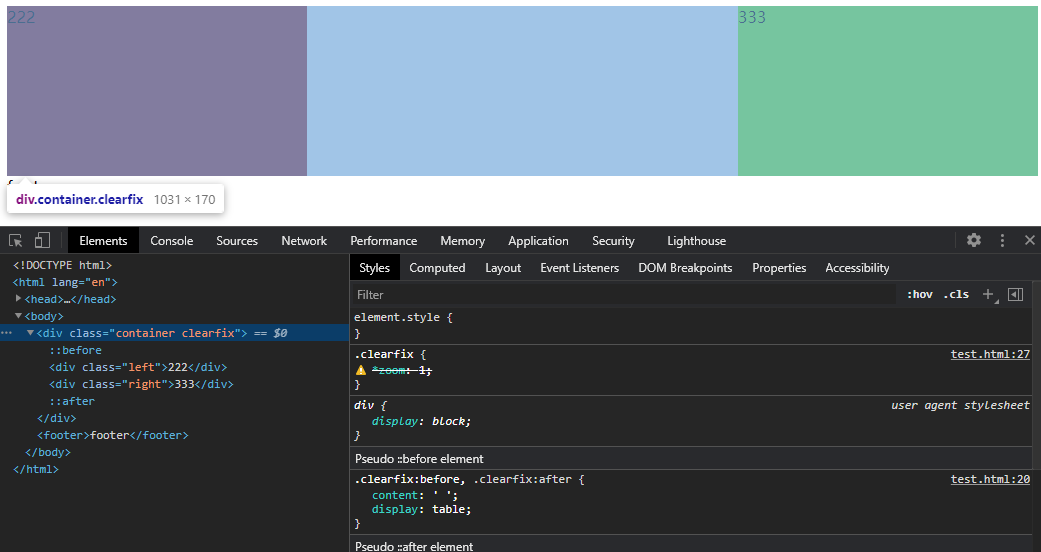 222 333
div.container.clearfix 1031 × 170
Elements Console Sources Network Performance Memory Application Security Lighthouse
<!DOCTYPE html>
<html lang="en">
<head>…</head>
<body>
<div class="container clearfix"> == $0
::before
<div class="left">222</div>
<div class="right">333</div>
::after
</div>
<footer>footer</footer>
</body>
</html>
Styles Computed Layout Event Listeners DOM Breakpoints Properties Accessibility
Filter :hov .cls
element.style {
}
.clearfix { test.html:27
*zoom: 1;
}
div { user agent stylesheet
display: block;
}
Pseudo ::before element
.clearfix:before, .clearfix:after { test.html:20
content: ' ';
display: table;
}
Pseudo ::after element